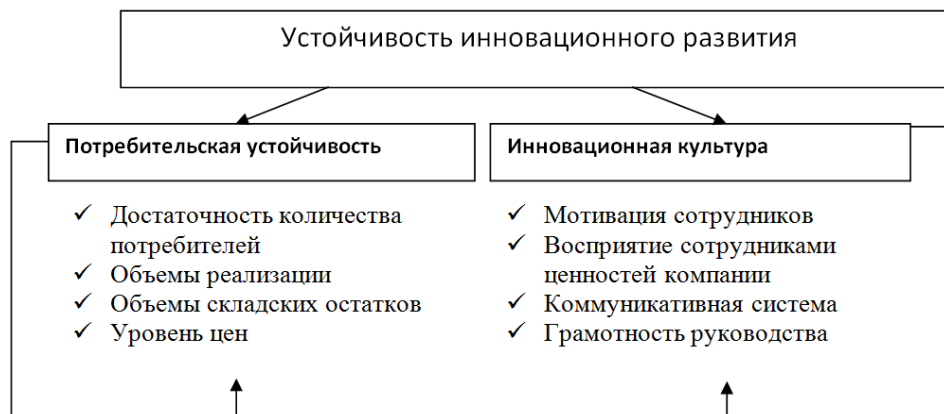 Устойчивость инновационного развития
Потребительская устойчивость
✓ Достаточность количества
потребителей
✓ Объемы реализации
✓ Объемы складских остатков
✓ Уровень цен
Инновационная культура
✓ Мотивация сотрудников
✓ Восприятие сотрудниками
ценностей компании
✓ Коммуникативная система
✓ Грамотность руководства